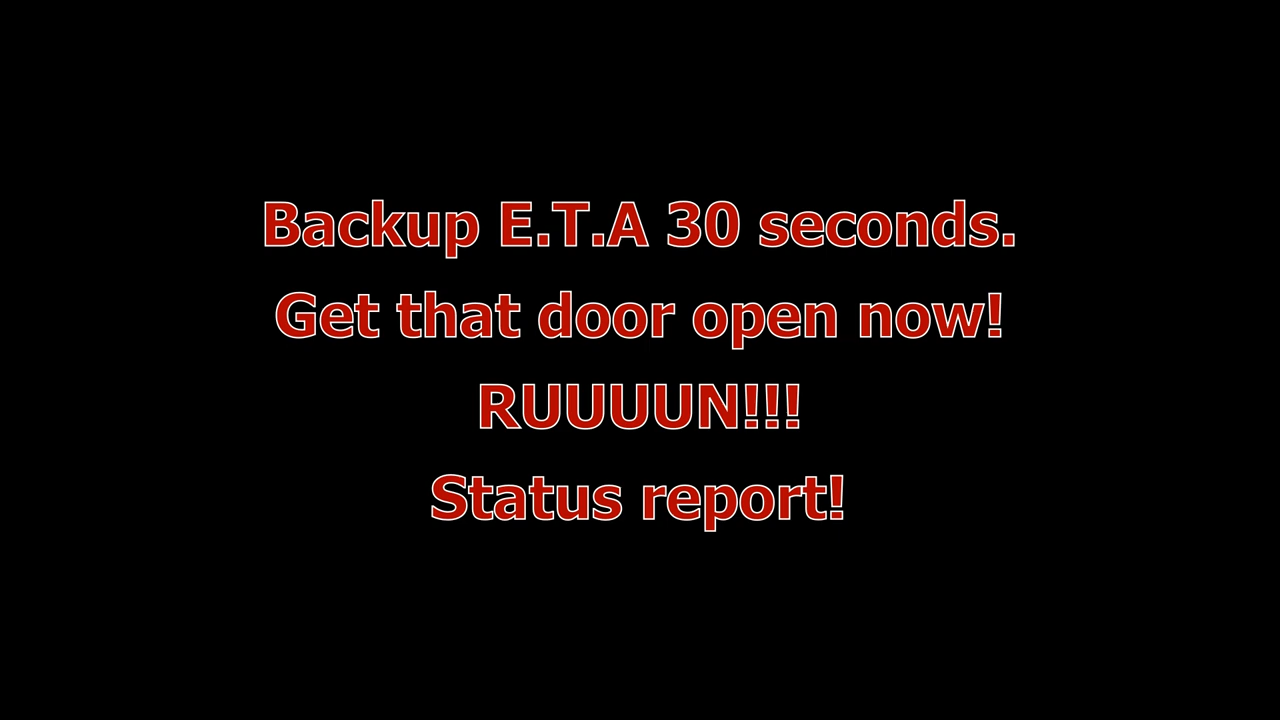 Backup E.T.A 30 seconds.
Get that door open now!
RUUUUN!!!
Status report!